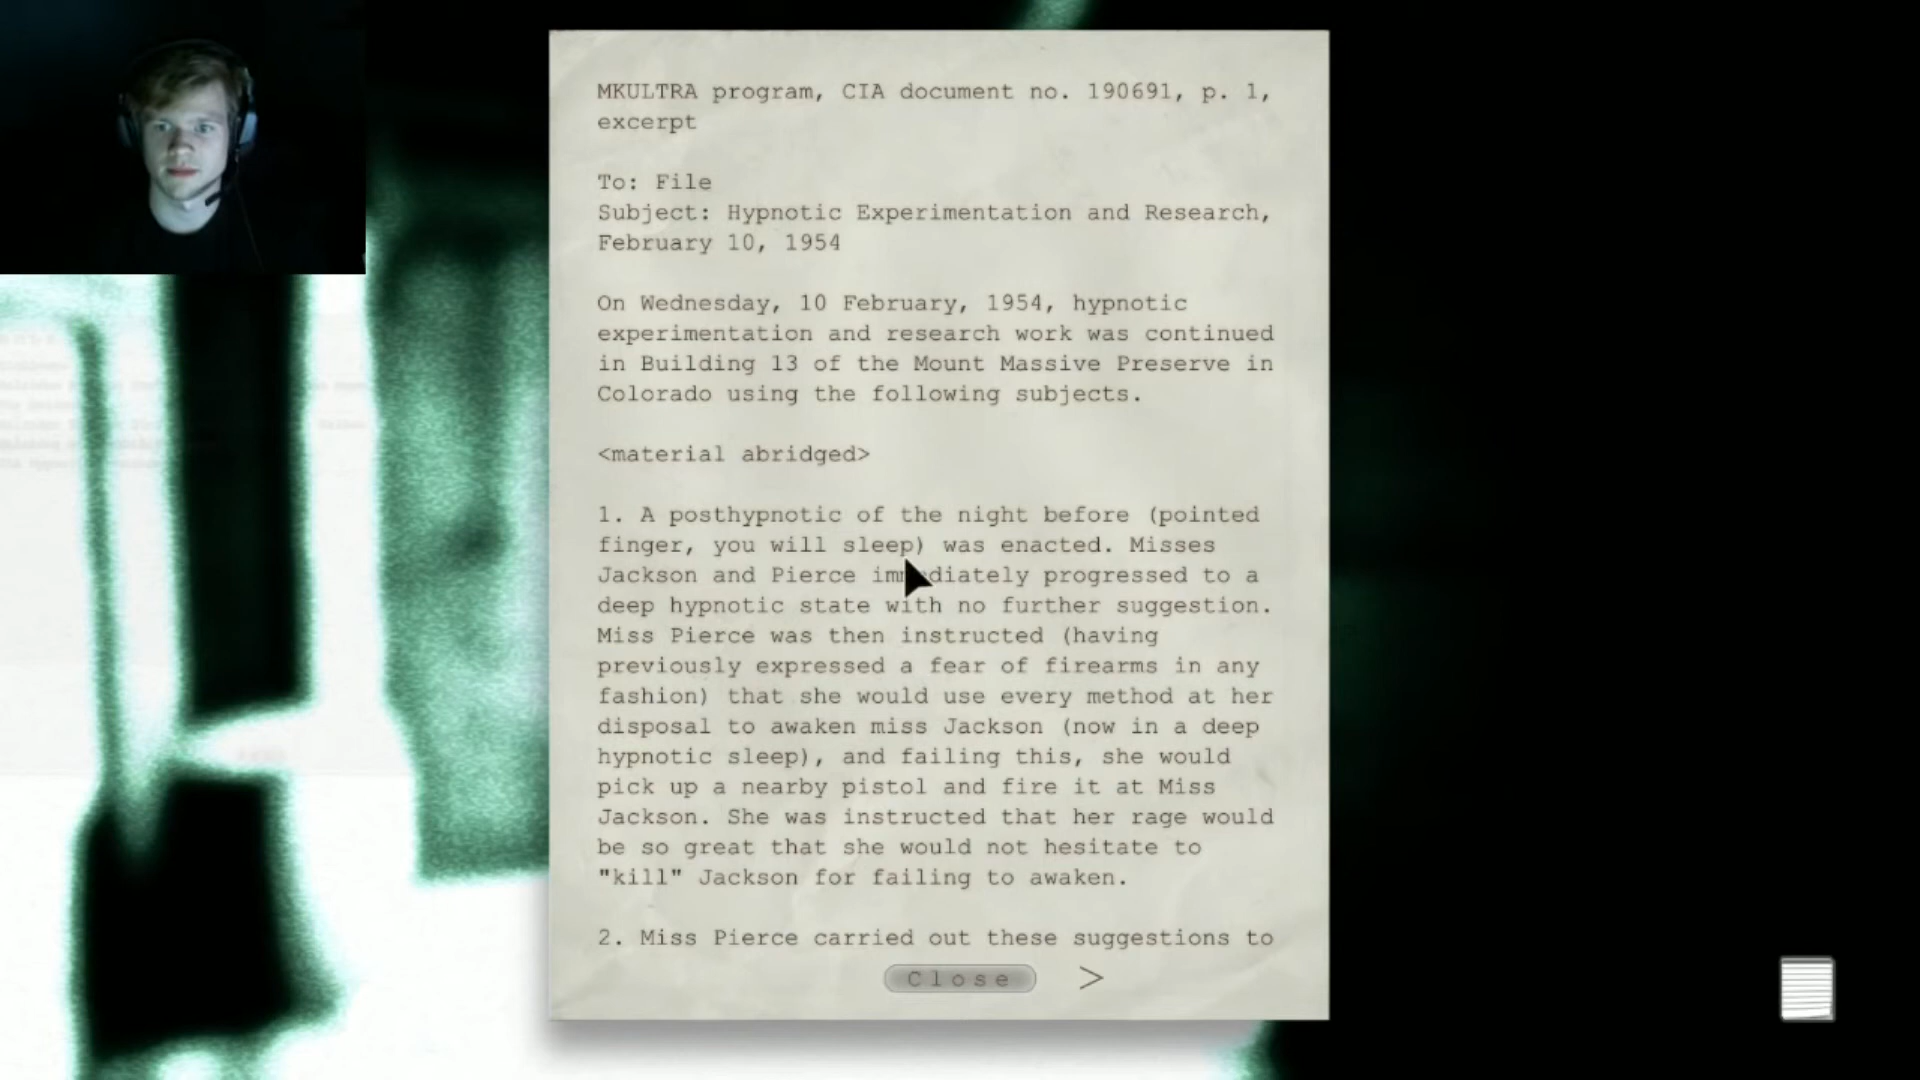 MKULTRA program, CIA document no. 190691, p. 1,
excerpt
To: File
Subject: Hypnotic Experimentation and Research,
February 10, 1954
On Wednesday, 10 February, 1954, hypnotic
experimentation and research work was continued
in Building 13 of the Mount Massive Preserve in
Colorado using the following subjects.
<material abridged>
1. A posthypnotic of the night before (pointed
finger, you will sleep) was enacted. Misses
Jackson and Pierce immediately progressed to a
deep hypnotic state with no further suggestion.
Miss Pierce was then instructed (having
previously expressed a fear of firearms in any
fashion) that she would use every method at her
disposal to awaken miss Jackson (now in a deep
hypnotic sleep), and failing this, she would
pick up a nearby pistol and fire it at Miss
Jackson. She was instructed that her rage would
be so great that she would not hesitate to
"kill" Jackson for failing to awaken.
2. Miss Pierce carried out these suggestions to
Close >